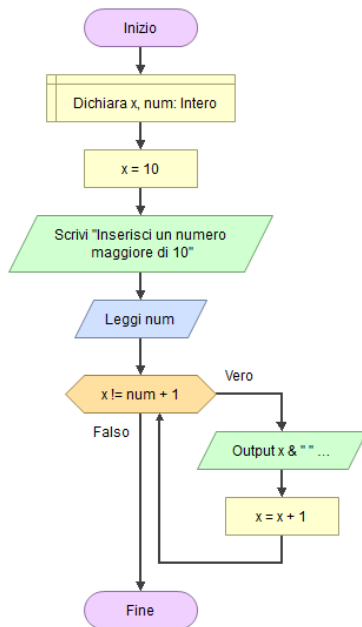 Inizio
Dichiara x, num: Intero
x = 10
Scrivi "Inserisci un numero
maggiore di 10"
Leggi num
x != num + 1
Vero
Falso
Output x & " " ...
x = x + 1
Fine